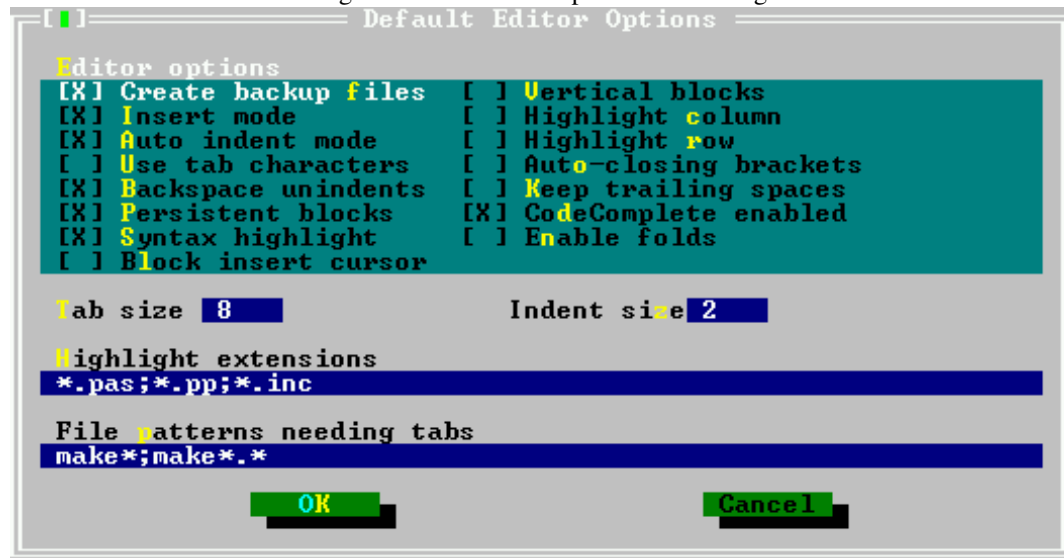 [■] Default Editor Options
Editor options
[X] Create backup files [ ] Vertical blocks
[X] Insert mode [ ] Highlight column
[X] Auto indent mode [ ] Highlight row
[ ] Use tab characters [ ] Auto-closing brackets
[X] Backspace unindents [ ] Keep trailing spaces
[X] Persistent blocks [X] CodeComplete enabled
[X] Syntax highlight [ ] Enable folds
[ ] Block insert cursor
Tab size 8 Indent size 2
Highlight extensions
*.pas;*.pp;*.inc
File patterns needing tabs
make*;make*.*
OK Cancel